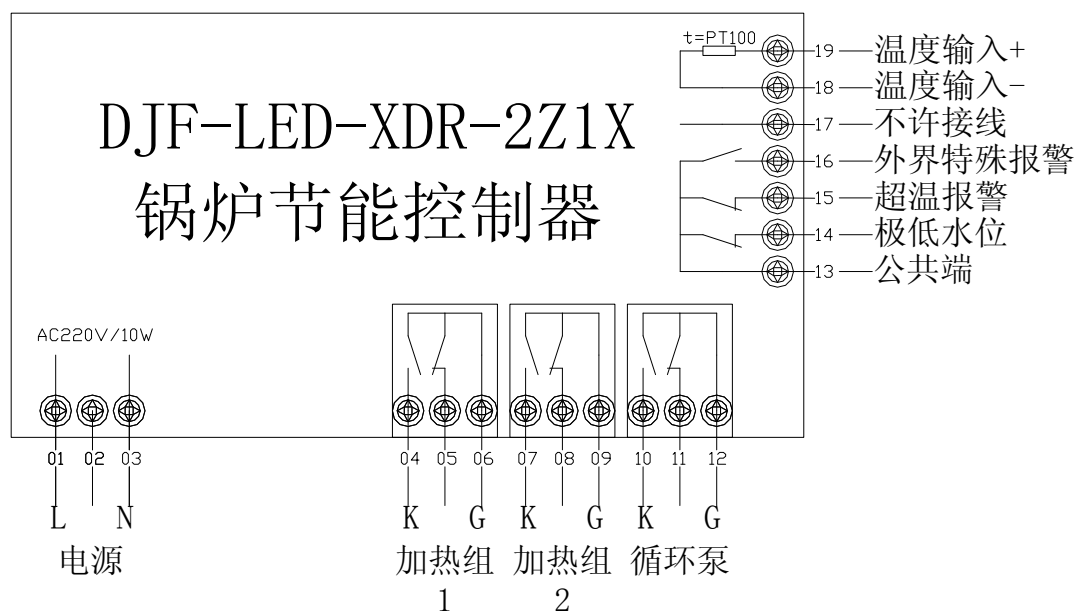 t=PT100
19 温度输入+
18 温度输入-
17 不许接线
16 外界特殊报警
15 超温报警
14 极低水位
13 公共端
DJF-LED-XDR-2Z1X
锅炉节能控制器
AC220V/10W
01 02 03 04 05 06 07 08 09 10 11 12
L N K G K G K G
电源 加热组 加热组 循环泵
1 2